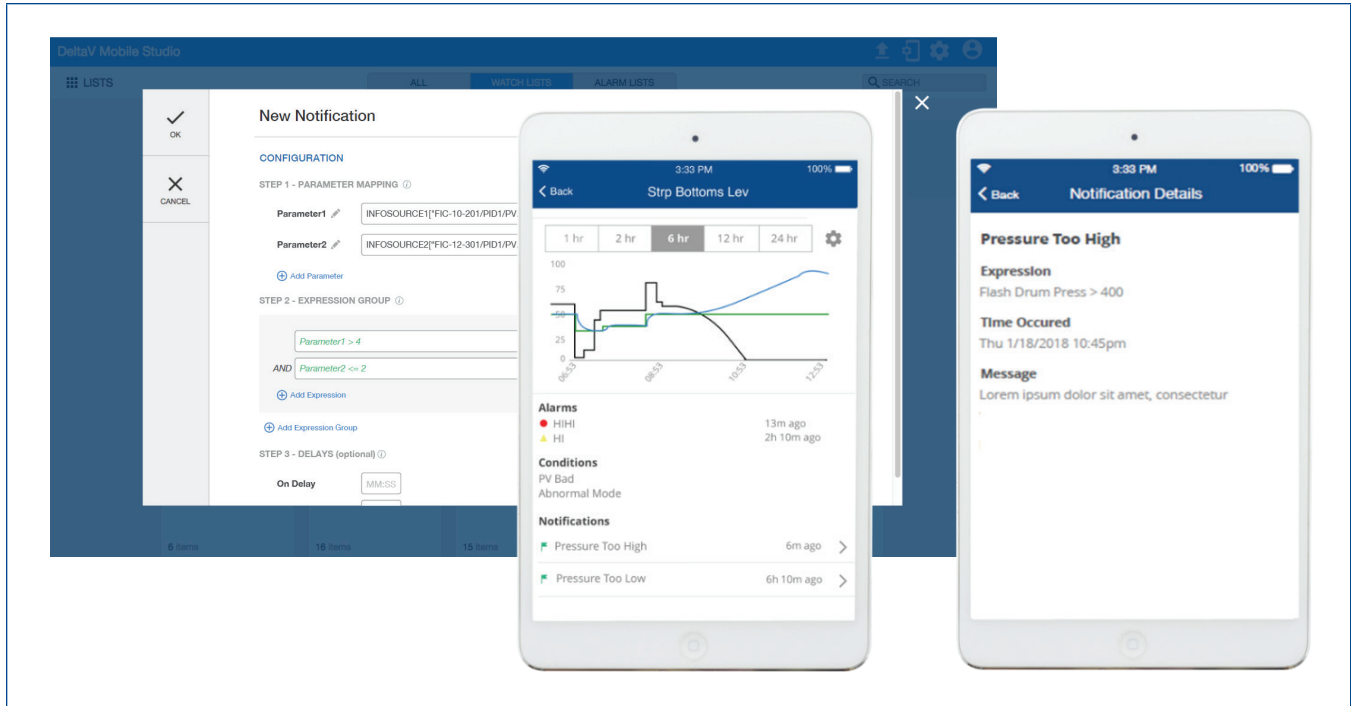 DeltaV Mobile Studio
LISTS
ALL
WATCH LISTS
ALARM LISTS
SEARCH
OK
CANCEL
New Notification
CONFIGURATION
STEP 1 - PARAMETER MAPPING
Parameter1
INFOSOURCE1["FIC-10-201/PID1/PV
Parameter2
INFOSOURCE2["FIC-12-301/PID1/PV
Add Parameter
STEP 2 - EXPRESSION GROUP
Parameter1 > 4
AND
Parameter2 <= 2
Add Expression
Add Expression Group
STEP 3 - DELAYS (optional)
On Delay
MM:SS
6 items
16 items
15 items
3:33 PM
100%
Back
Strp Bottoms Lev
1 hr
2 hr
6 hr
12 hr
24 hr
100
75
50
25
0
06:53
08:53
10:53
12:53
Alarms
HIHI 13m ago
HI 2h 10m ago
Conditions
PV Bad
Abnormal Mode
Notifications
Pressure Too High 6m ago
Pressure Too Low 6h 10m ago
3:33 PM
100%
Back
Notification Details
Pressure Too High
Expression
Flash Drum Press > 400
TIme Occured
Thu 1/18/2018 10:45pm
Message
Lorem ipsum dolor sit amet, consectetur